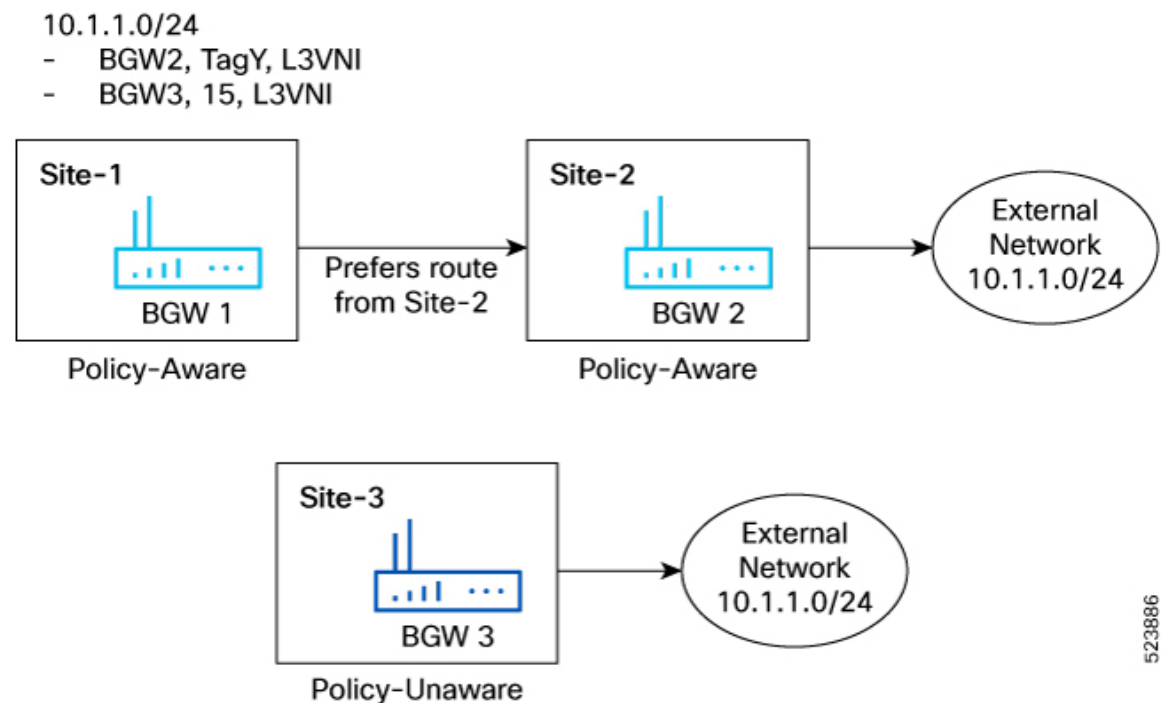 10.1.1.0/24
- BGW2, TagY, L3VNI
- BGW3, 15, L3VNI
Site-1
BGW 1
Policy-Aware
Prefers route
from Site-2
Site-2
BGW 2
Policy-Aware
External
Network
10.1.1.0/24
Site-3
BGW 3
Policy-Unaware
External
Network
10.1.1.0/24
523886